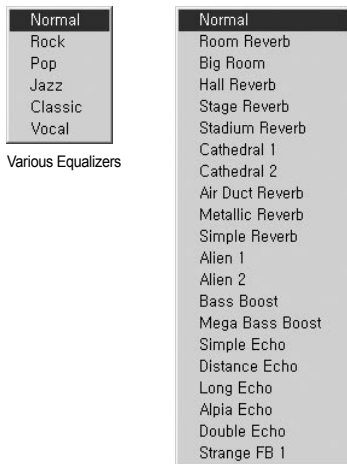 Normal
Rock
Pop
Jazz
Classic
Vocal
Various Equalizers
Normal
Room Reverb
Big Room
Hall Reverb
Stage Reverb
Stadium Reverb
Cathedral 1
Cathedral 2
Air Duct Reverb
Metallic Reverb
Simple Reverb
Alien 1
Alien 2
Bass Boost
Mega Bass Boost
Simple Echo
Distance Echo
Long Echo
Alpia Echo
Double Echo
Strange FB 1